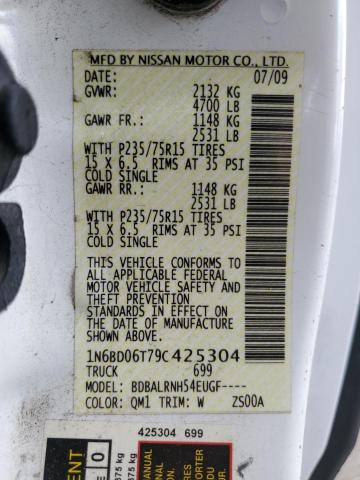 MFD BY NISSAN MOTOR CO., LTD.
DATE: 07/09
GVWR: 2132 KG
4700 LB
GAWR FR.: 1148 KG
2531 LB
WITH P235/75R15 TIRES
15 X 6.5 RIMS AT 35 PSI
COLD SINGLE
GAWR RR.: 1148 KG
2531 LB
WITH P235/75R15 TIRES
15 X 6.5 RIMS AT 35 PSI
COLD SINGLE
THIS VEHICLE CONFORMS TO
ALL APPLICABLE FEDERAL
MOTOR VEHICLE SAFETY
STANDARDS IN EFFECT ON
THE DATE OF MANUFACTURE
SHOWN ABOVE.
1N6BD06T79C425304
TRUCK 699
MODEL: BDBALRNH54EUGF----
COLOR: QM1 TRIM: W ZS00A
425304 699
0
MANUAL